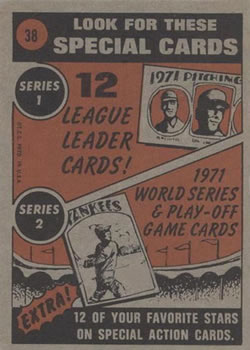 38
LOOK FOR THESE
SPECIAL CARDS
SERIES
1
12
LEAGUE
LEADER
CARDS!
1971 PITCHING
SERIES
2
1971
WORLD SERIES
& PLAY-OFF
GAME CARDS
YANKEES
EXTRA!
12 OF YOUR FAVORITE STARS
ON SPECIAL ACTION CARDS.